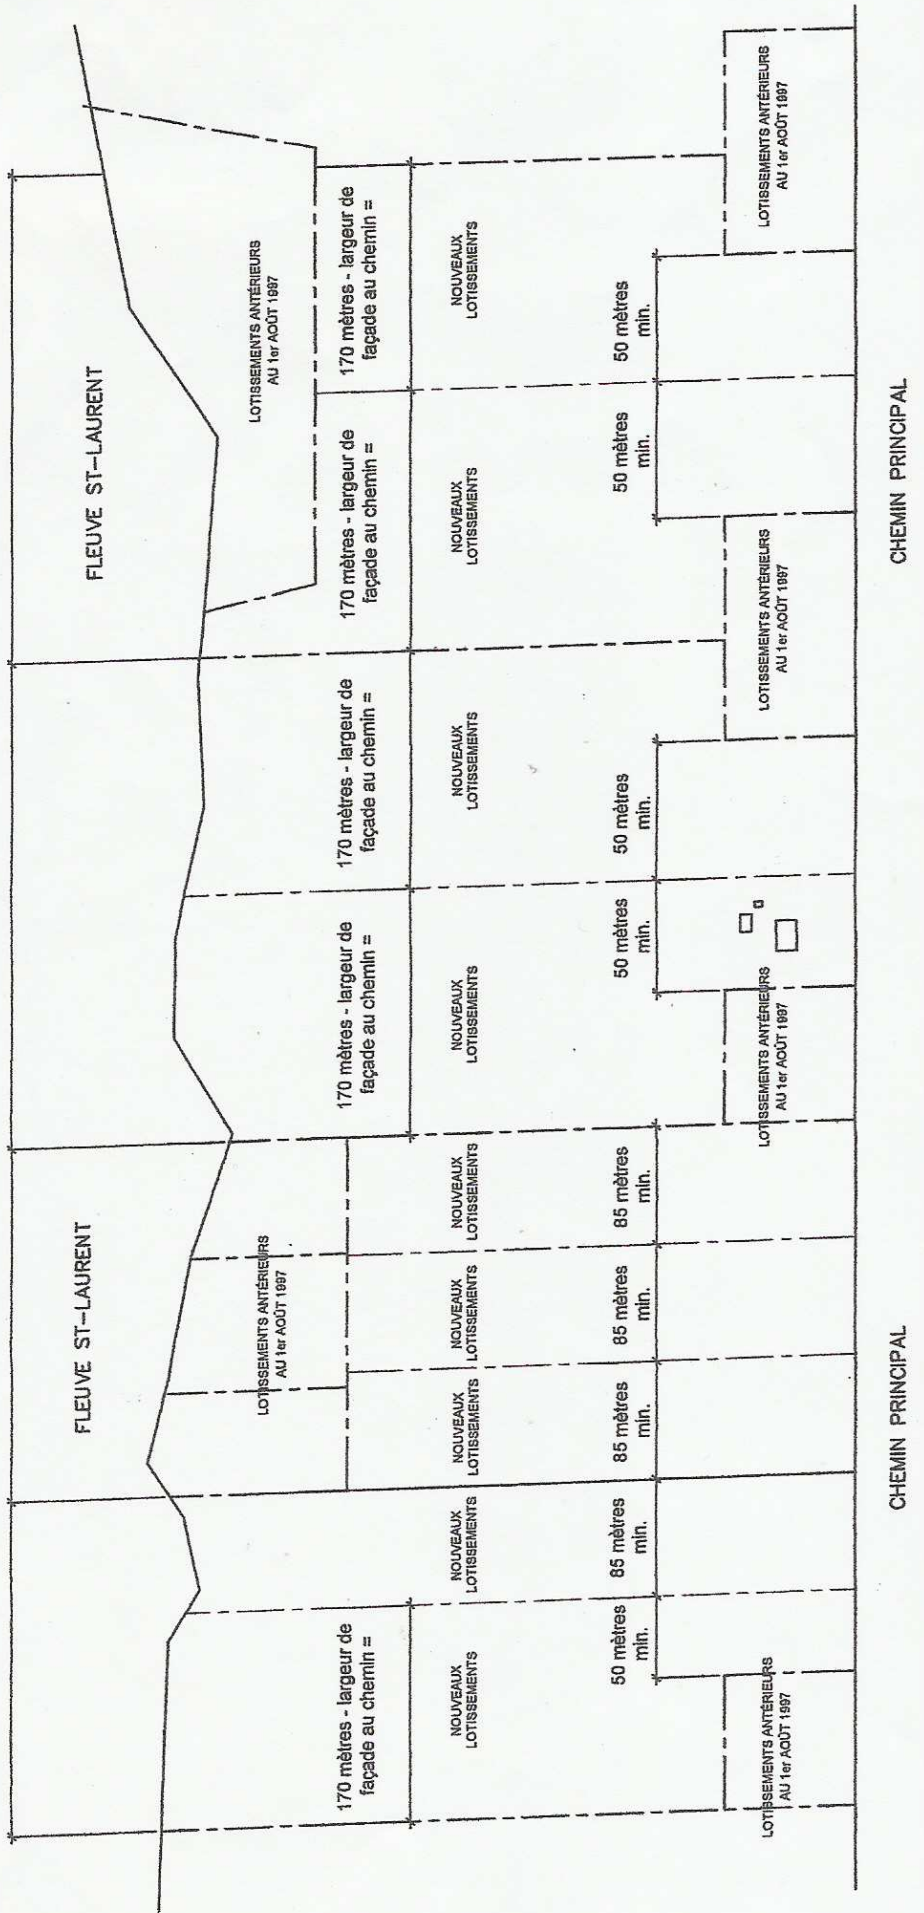 FLEUVE ST-LAURENT
FLEUVE ST-LAURENT
LOTISSEMENTS ANTÉRIEURS
AU 1er AOÛT 1997
LOTISSEMENTS ANTÉRIEURS
AU 1er AOÛT 1997
170 mètres - largeur de
façade au chemin =
170 mètres - largeur de
façade au chemin =
170 mètres - largeur de
façade au chemin =
170 mètres - largeur de
façade au chemin =
170 mètres - largeur de
façade au chemin =
NOUVEAUX
LOTISSEMENTS
NOUVEAUX
LOTISSEMENTS
NOUVEAUX
LOTISSEMENTS
NOUVEAUX
LOTISSEMENTS
NOUVEAUX
LOTISSEMENTS
NOUVEAUX
LOTISSEMENTS
NOUVEAUX
LOTISSEMENTS
NOUVEAUX
LOTISSEMENTS
NOUVEAUX
LOTISSEMENTS
50 mètres
min.
85 mètres
min.
85 mètres
min.
85 mètres
min.
85 mètres
min.
50 mètres
min.
50 mètres
min.
50 mètres
min.
50 mètres
min.
LOTISSEMENTS ANTÉRIEURS
AU 1er AOÛT 1997
LOTISSEMENTS ANTÉRIEURS
AU 1er AOÛT 1997
LOTISSEMENTS ANTÉRIEURS
AU 1er AOÛT 1997
LOTISSEMENTS ANTÉRIEURS
AU 1er AOÛT 1997
CHEMIN PRINCIPAL
CHEMIN PRINCIPAL